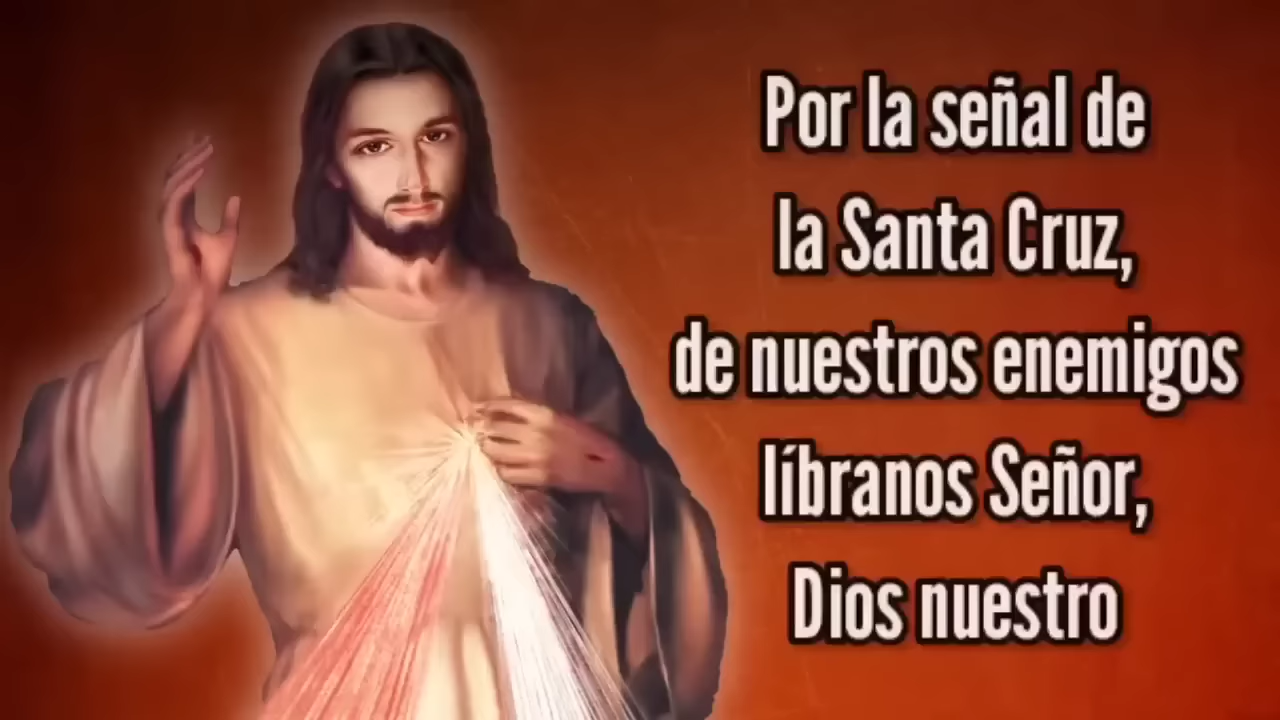 Por la señal de
la Santa Cruz,
de nuestros enemigos
líbranos Señor,
Dios nuestro